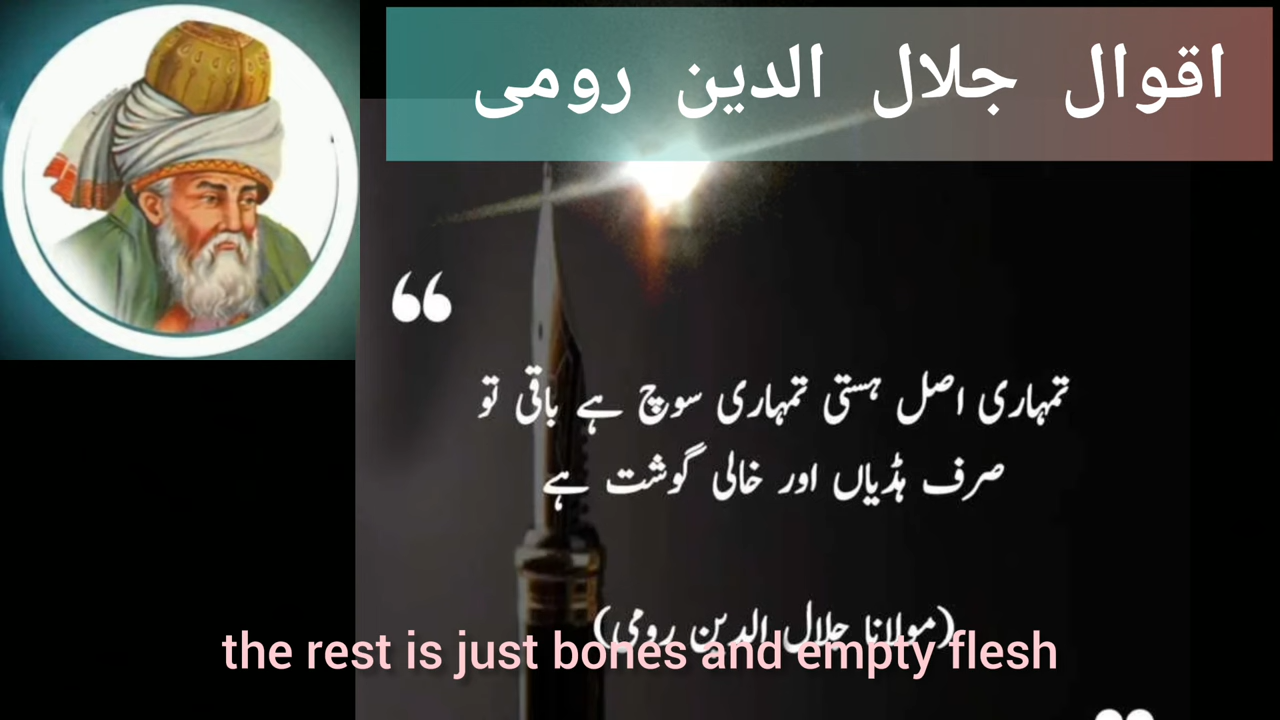 اقوال جلال الدین رومی
تمہاری اصل ہستی تمہاری سوچ ہے باقی تو
صرف ہڈیاں اور خالی گوشت ہے
(مولانا جلال الدین رومی)
the rest is just bones and empty flesh